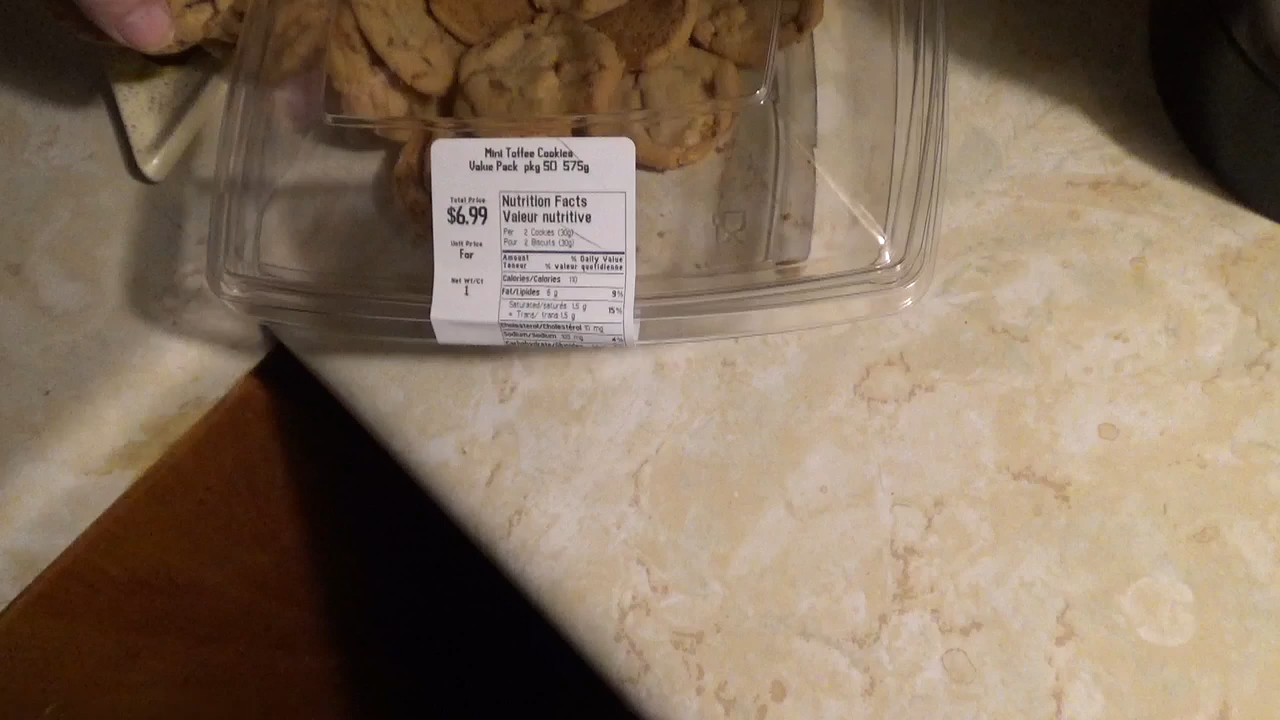 Mini Toffee Cookies
Value Pack pkg 50 575g
Total Price
$6.99
Unit Price
For
Net Wt/Ct
1
Nutrition Facts
Valeur nutritive
Per 2 Cookies (30g)
Pour 2 Biscuits (30g)
Amount % Daily Value
Teneur % valeur quotidienne
Calories/Calories 110
Fat/Lipides 6 g 9%
Saturated/saturés 1.5 g
+ Trans/trans 1.5 g 15%
Cholesterol/Cholestérol 10 mg
Sodium/Sodium 100 mg 4%